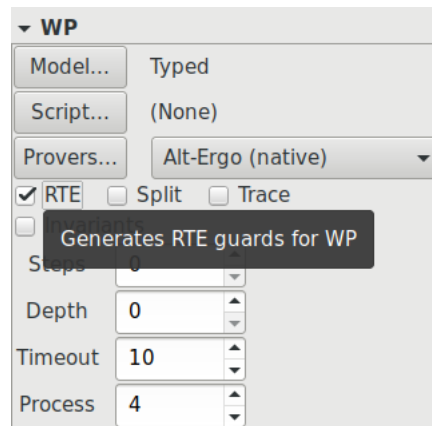 WP
Model... Typed
Script... (None)
Provers... Alt-Ergo (native)
RTE Split Trace
Invariants
Generates RTE guards for WP
Steps 0
Depth 0
Timeout 10
Process 4